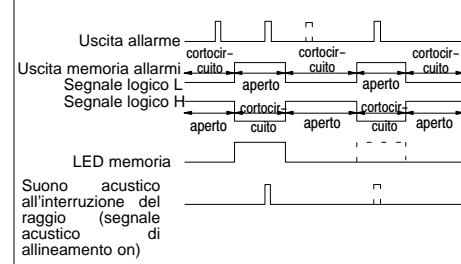 Uscita allarme
cortocir- cortocir- cortocir-
Uscita memoria allarmi cuito aperto cuito aperto cuito
Segnale logico L
Segnale logico H
aperto cortocir- cuito aperto cortocir- cuito aperto
LED memoria
Suono acustico
all'interruzione del
raggio (segnale
acustico di
allineamento on)